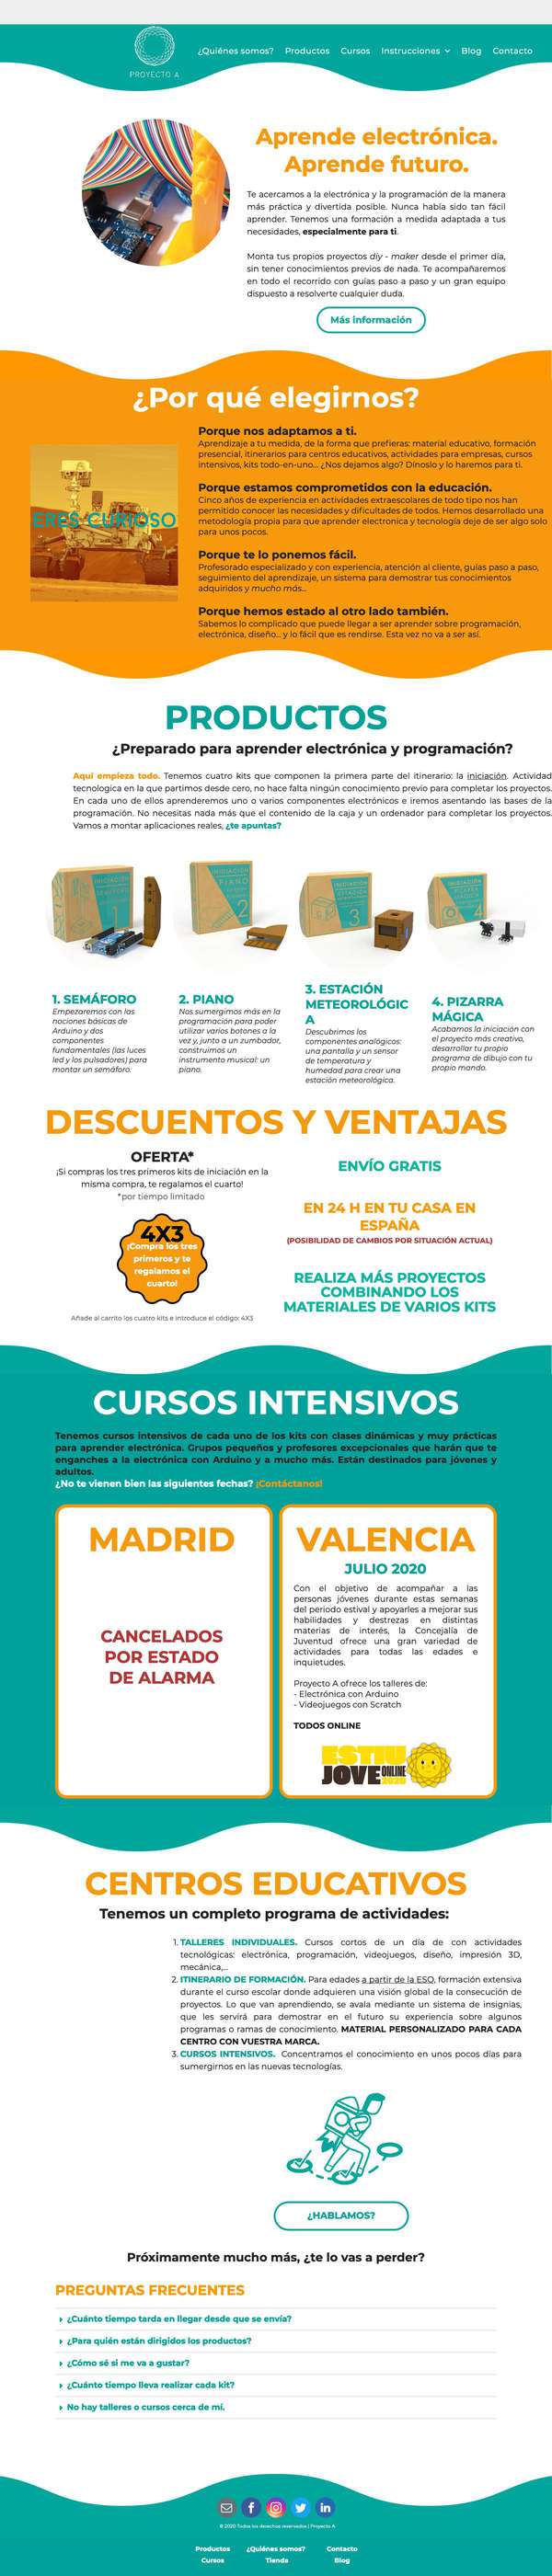 PROYECTO A
¿Quiénes somos? Productos Cursos Instrucciones Blog Contacto
Aprende electrónica.
Aprende futuro.
Te acercamos a la electrónica y la programación de la manera
más práctica y divertida posible. Nunca había sido tan fácil
aprender. Tenemos una formación a medida adaptada a tus
necesidades, especialmente para ti.
Monta tus propios proyectos diy - maker desde el primer día,
sin tener conocimientos previos de nada. Te acompañaremos
en todo el recorrido con guías paso a paso y un gran equipo
dispuesto a resolverte cualquier duda.
Más información
¿Por qué elegirnos?
Porque nos adaptamos a ti.
Aprendizaje a tu medida, de la forma que prefieras: material educativo, formación
presencial, itinerarios para centros educativos, actividades para empresas, cursos
intensivos, kits todo-en-uno... ¿Nos dejamos algo? Dínoslo y lo haremos para ti.
ERES CURIOSO
Porque estamos comprometidos con la educación.
Cinco años de experiencia en actividades extraescolares de todo tipo nos han
permitido conocer las necesidades y dificultades de todos. Hemos desarrollado una
metodología propia para que aprender electronica y tecnología deje de ser algo solo
para unos pocos.
Porque te lo ponemos fácil.
Profesorado especializado y con experiencia, atención al cliente, guías paso a paso,
seguimiento del aprendizaje, un sistema para demostrar tus conocimientos
adquiridos y mucho más...
Porque hemos estado al otro lado también.
Sabemos lo complicado que puede llegar a ser aprender sobre programación,
electrónica, diseño... y lo fácil que es rendirse. Esta vez no va a ser así.
PRODUCTOS
¿Preparado para aprender electrónica y programación?
Aquí empieza todo. Tenemos cuatro kits que componen la primera parte del itinerario: la iniciación. Actividad
tecnológica en la que partimos desde cero, no hace falta ningún conocimiento previo para completar los proyectos.
En cada uno de ellos aprenderemos uno o varios componentes electrónicos e iremos asentando las bases de la
programación. No necesitas nada más que el contenido de la caja y un ordenador para completar los proyectos.
Vamos a montar aplicaciones reales, ¿te apuntas?
INICIACIÓN
SEMÁFORO
1
INICIACIÓN
PIANO
2
INICIACIÓN
ESTACIÓN
3
INICIACIÓN
PIZARRA
4
1. SEMÁFORO
Empezaremos con las
nociones básicas de
Arduino y dos
componentes
fundamentales (las luces
led y los pulsadores) para
montar un semáforo.
2. PIANO
Nos sumergimos más en la
programación para poder
utilizar varios botones a la
vez y, junto a un zumbador,
construimos un
instrumento musical: un
piano.
3. ESTACIÓN
METEOROLÓGIC
A
Descubrimos los
componentes analógicos:
una pantalla y un sensor
de temperatura y
humedad para crear una
estación meteorológica.
4. PIZARRA
MÁGICA
Acabamos la iniciación con
el proyecto más creativo,
desarrollar tu propio
programa de dibujo con tu
propio mando.
DESCUENTOS Y VENTAJAS
OFERTA*
¡Si compras los tres primeros kits de iniciación en la
misma compra, te regalamos el cuarto!
*por tiempo limitado
4X3
¡Compra los tres
primeros y te
regalamos el
cuarto!
Añade al carrito los cuatro kits e introduce el código: 4X3
ENVÍO GRATIS
EN 24 H EN TU CASA EN
ESPAÑA
(POSIBILIDAD DE CAMBIOS POR SITUACIÓN ACTUAL)
REALIZA MÁS PROYECTOS
COMBINANDO LOS
MATERIALES DE VARIOS KITS
CURSOS INTENSIVOS
Tenemos cursos intensivos de cada uno de los kits con clases dinámicas y muy prácticas
para aprender electrónica. Grupos pequeños y profesores excepcionales que harán que te
enganches a la electrónica con Arduino y a mucho más. Están destinados para jóvenes y
adultos.
¿No te vienen bien las siguientes fechas? ¡Contáctanos!
MADRID
CANCELADOS
POR ESTADO
DE ALARMA
VALENCIA
JULIO 2020
Con el objetivo de acompañar a las
personas jóvenes durante estas semanas
del periodo estival y apoyarles a mejorar sus
habilidades y destrezas en distintas
materias de interés, la Concejalía de
Juventud ofrece una gran variedad de
actividades para todas las edades e
inquietudes.
Proyecto A ofrece los talleres de:
- Electrónica con Arduino
- Videojuegos con Scratch
TODOS ONLINE
ESTIU
JOVE ONLINE
2020
CENTROS EDUCATIVOS
Tenemos un completo programa de actividades:
1. TALLERES INDIVIDUALES. Cursos cortos de un día de con actividades
tecnológicas: electrónica, programación, videojuegos, diseño, impresión 3D,
mecánica,...
2. ITINERARIO DE FORMACIÓN. Para edades a partir de la ESO, formación extensiva
durante el curso escolar donde adquieren una visión global de la consecución de
proyectos. Lo que van aprendiendo, se avala mediante un sistema de insignias,
que les servirá para demostrar en el futuro su experiencia sobre algunos
programas o ramas de conocimiento. MATERIAL PERSONALIZADO PARA CADA
CENTRO CON VUESTRA MARCA.
3. CURSOS INTENSIVOS. Concentramos el conocimiento en unos pocos días para
sumergirnos en las nuevas tecnologías.
¿HABLAMOS?
Próximamente mucho más, ¿te lo vas a perder?
PREGUNTAS FRECUENTES
¿Cuánto tiempo tarda en llegar desde que se envía?
¿Para quién están dirigidos los productos?
¿Cómo sé si me va a gustar?
¿Cuánto tiempo lleva realizar cada kit?
No hay talleres o cursos cerca de mí.
© 2020 Todos los derechos reservados | Proyecto A
Productos ¿Quiénes somos? Contacto
Cursos Tienda Blog